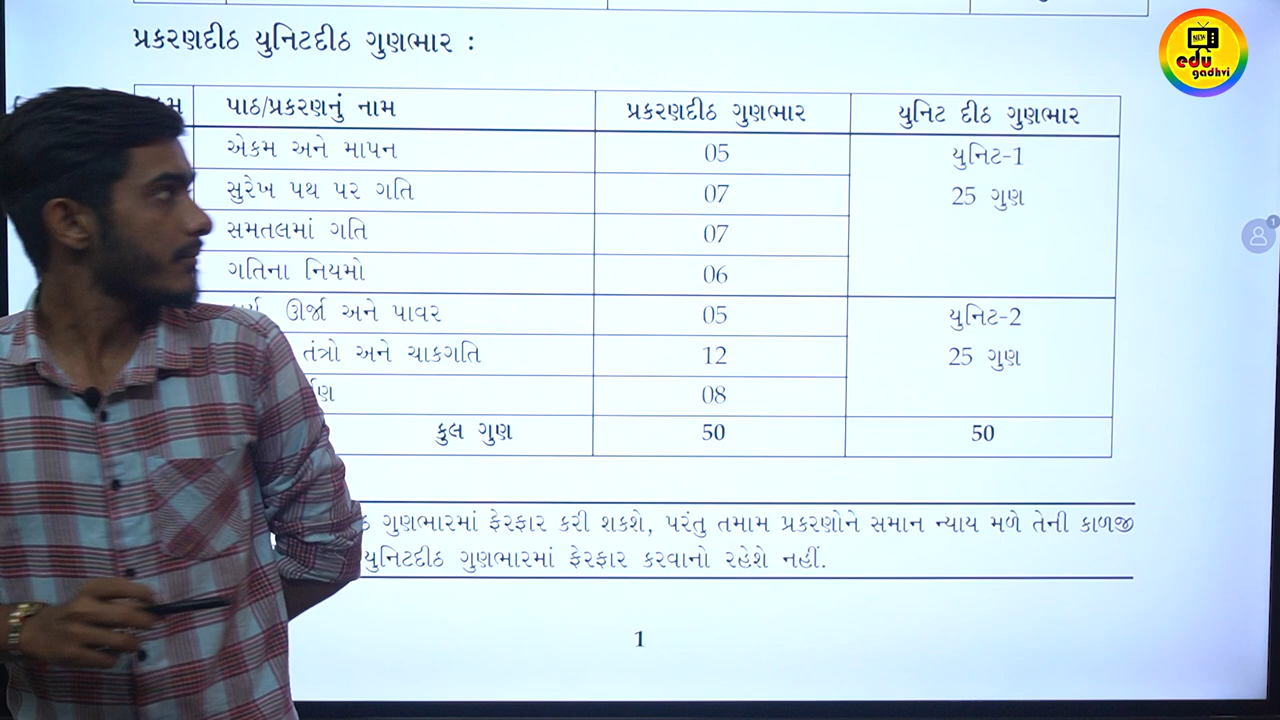 પ્રકરણદીઠ યુનિટદીઠ ગુણભાર :
પાઠ/પ્રકરણનું નામ પ્રકરણદીઠ ગુણભાર યુનિટ દીઠ ગુણભાર
એકમ અને માપન 05 યુનિટ-1
સુરેખ પથ પર ગતિ 07 25 ગુણ
સમતલમાં ગતિ 07
ગતિના નિયમો 06
ઊર્જા અને પાવર 05 યુનિટ-2
તંત્રો અને ચાકગતિ 12 25 ગુણ
08
કુલ ગુણ 50 50
ગુણભારમાં ફેરફાર કરી શકશે, પરંતુ તમામ પ્રકરણોને સમાન ન્યાય મળે તેની કાળજી
યુનિટદીઠ ગુણભારમાં ફેરફાર કરવાનો રહેશે નહીં.
1
NEW
edu
gadhvi
1